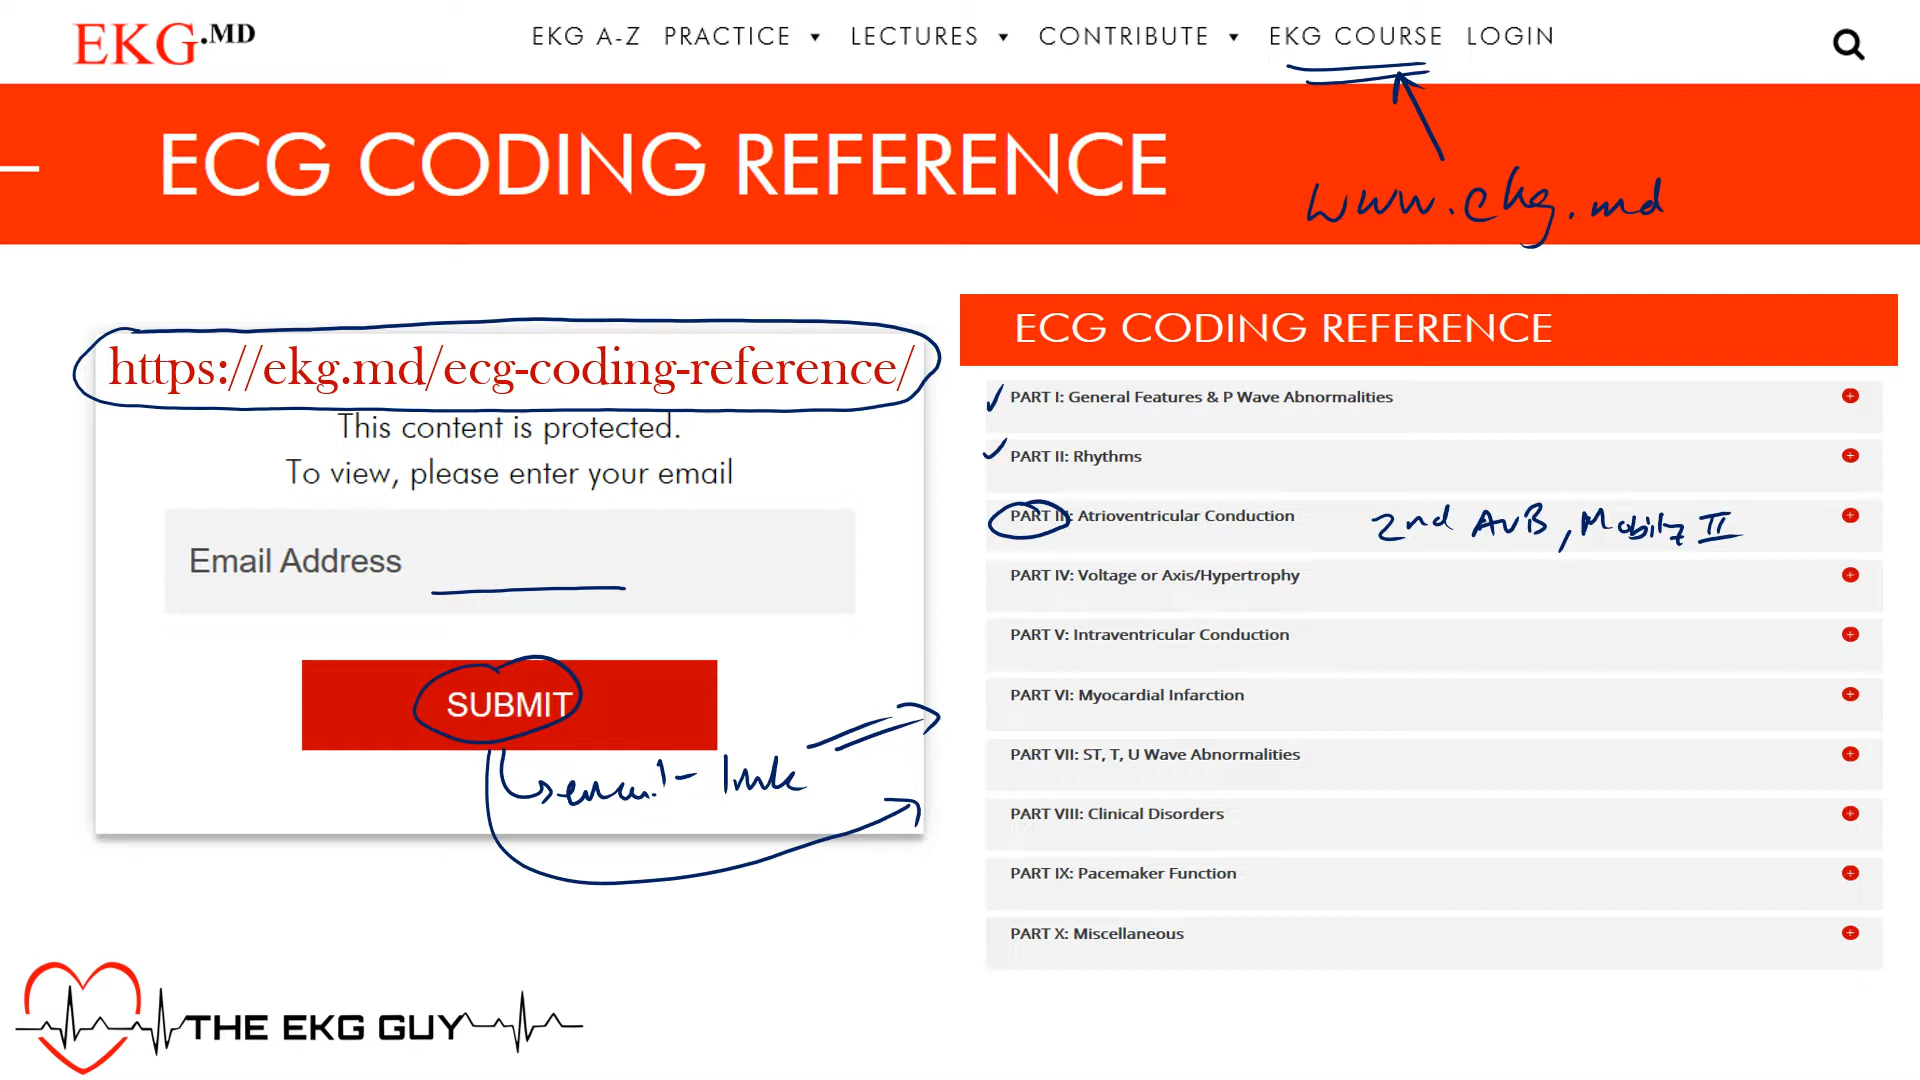 EKG.MD
EKG A-Z PRACTICE LECTURES CONTRIBUTE EKG COURSE LOGIN
ECG CODING REFERENCE
www.ekg.md
https://ekg.md/ecg-coding-reference/
This content is protected.
To view, please enter your email
Email Address
SUBMIT
email - link
ECG CODING REFERENCE
PART I: General Features & P Wave Abnormalities
PART II: Rhythms
PART III: Atrioventricular Conduction 2nd AVB, Mobitz II
PART IV: Voltage or Axis/Hypertrophy
PART V: Intraventricular Conduction
PART VI: Myocardial Infarction
PART VII: ST, T, U Wave Abnormalities
PART VIII: Clinical Disorders
PART IX: Pacemaker Function
PART X: Miscellaneous
THE EKG GUY